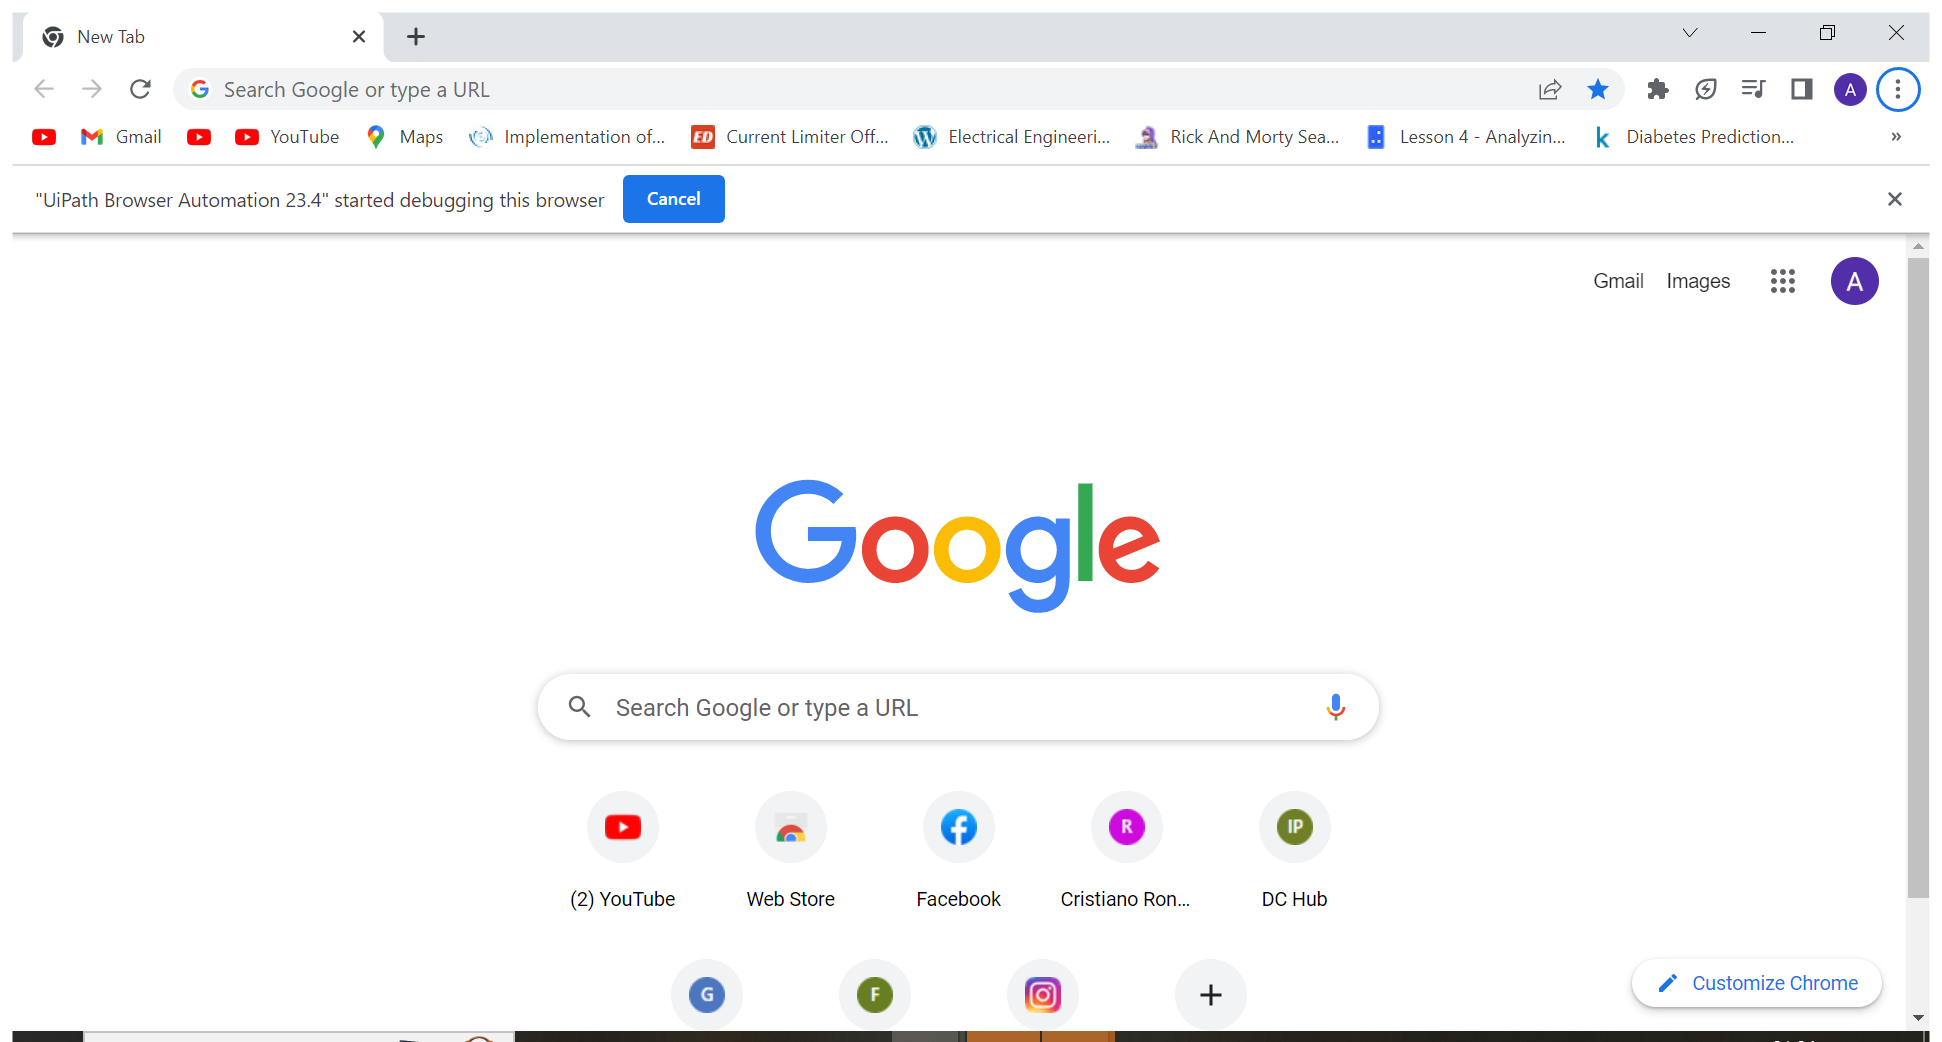 New Tab
Search Google or type a URL
A
Gmail
YouTube
Maps
Implementation of...
ED
Current Limiter Off...
Electrical Engineeri...
Rick And Morty Sea...
Lesson 4 - Analyzin...
k
Diabetes Prediction...
»
"UiPath Browser Automation 23.4" started debugging this browser
Cancel
Gmail
Images
A
Google
Search Google or type a URL
R
IP
(2) YouTube
Web Store
Facebook
Cristiano Ron...
DC Hub
G
F
Customize Chrome